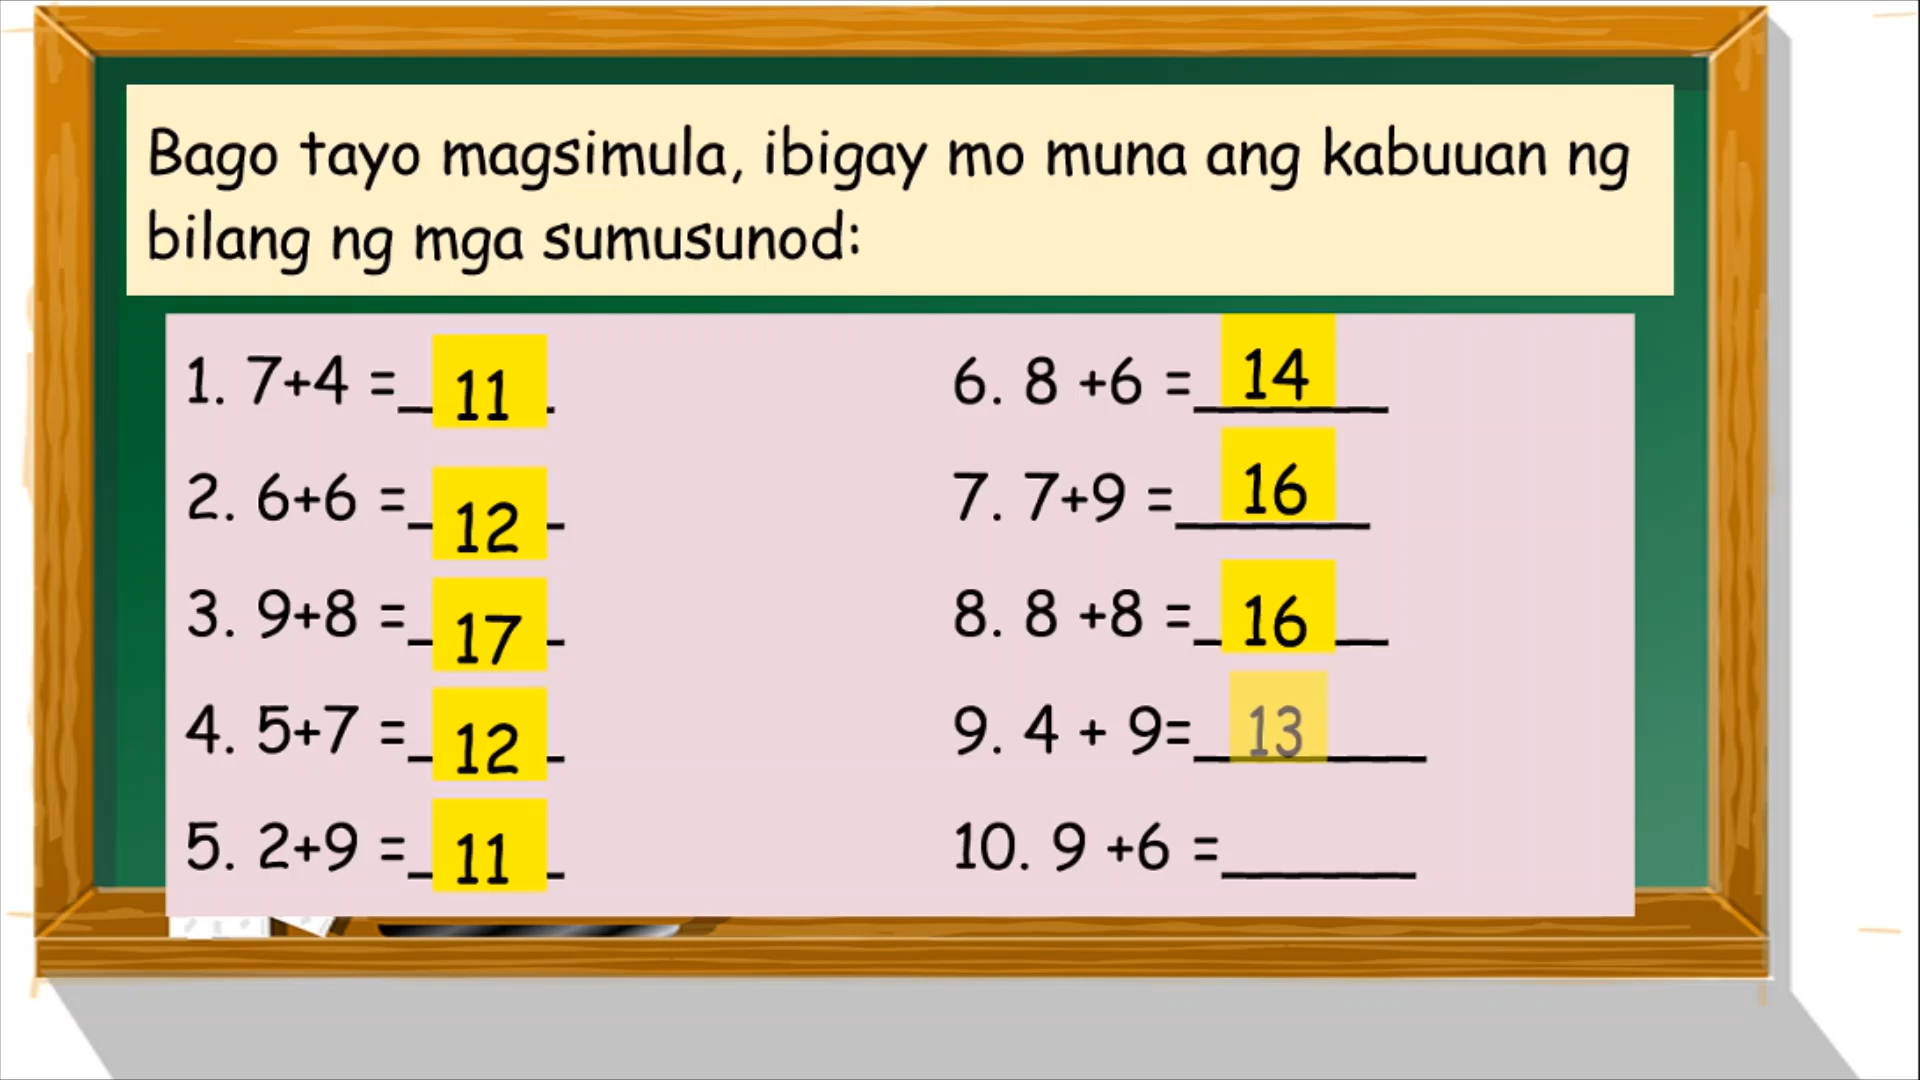 Bago tayo magsimula, ibigay mo muna ang kabuuan ng
bilang ng mga sumusunod:
1. 7+4 =_11_.
2. 6+6 =_12_
3. 9+8 =_17_
4. 5+7 =_12_
5. 2+9 =_11_
6. 8 +6 =_14_
7. 7+9 =_16_
8. 8 +8 =_16_
9. 4 + 9=_13_
10. 9 +6 =______